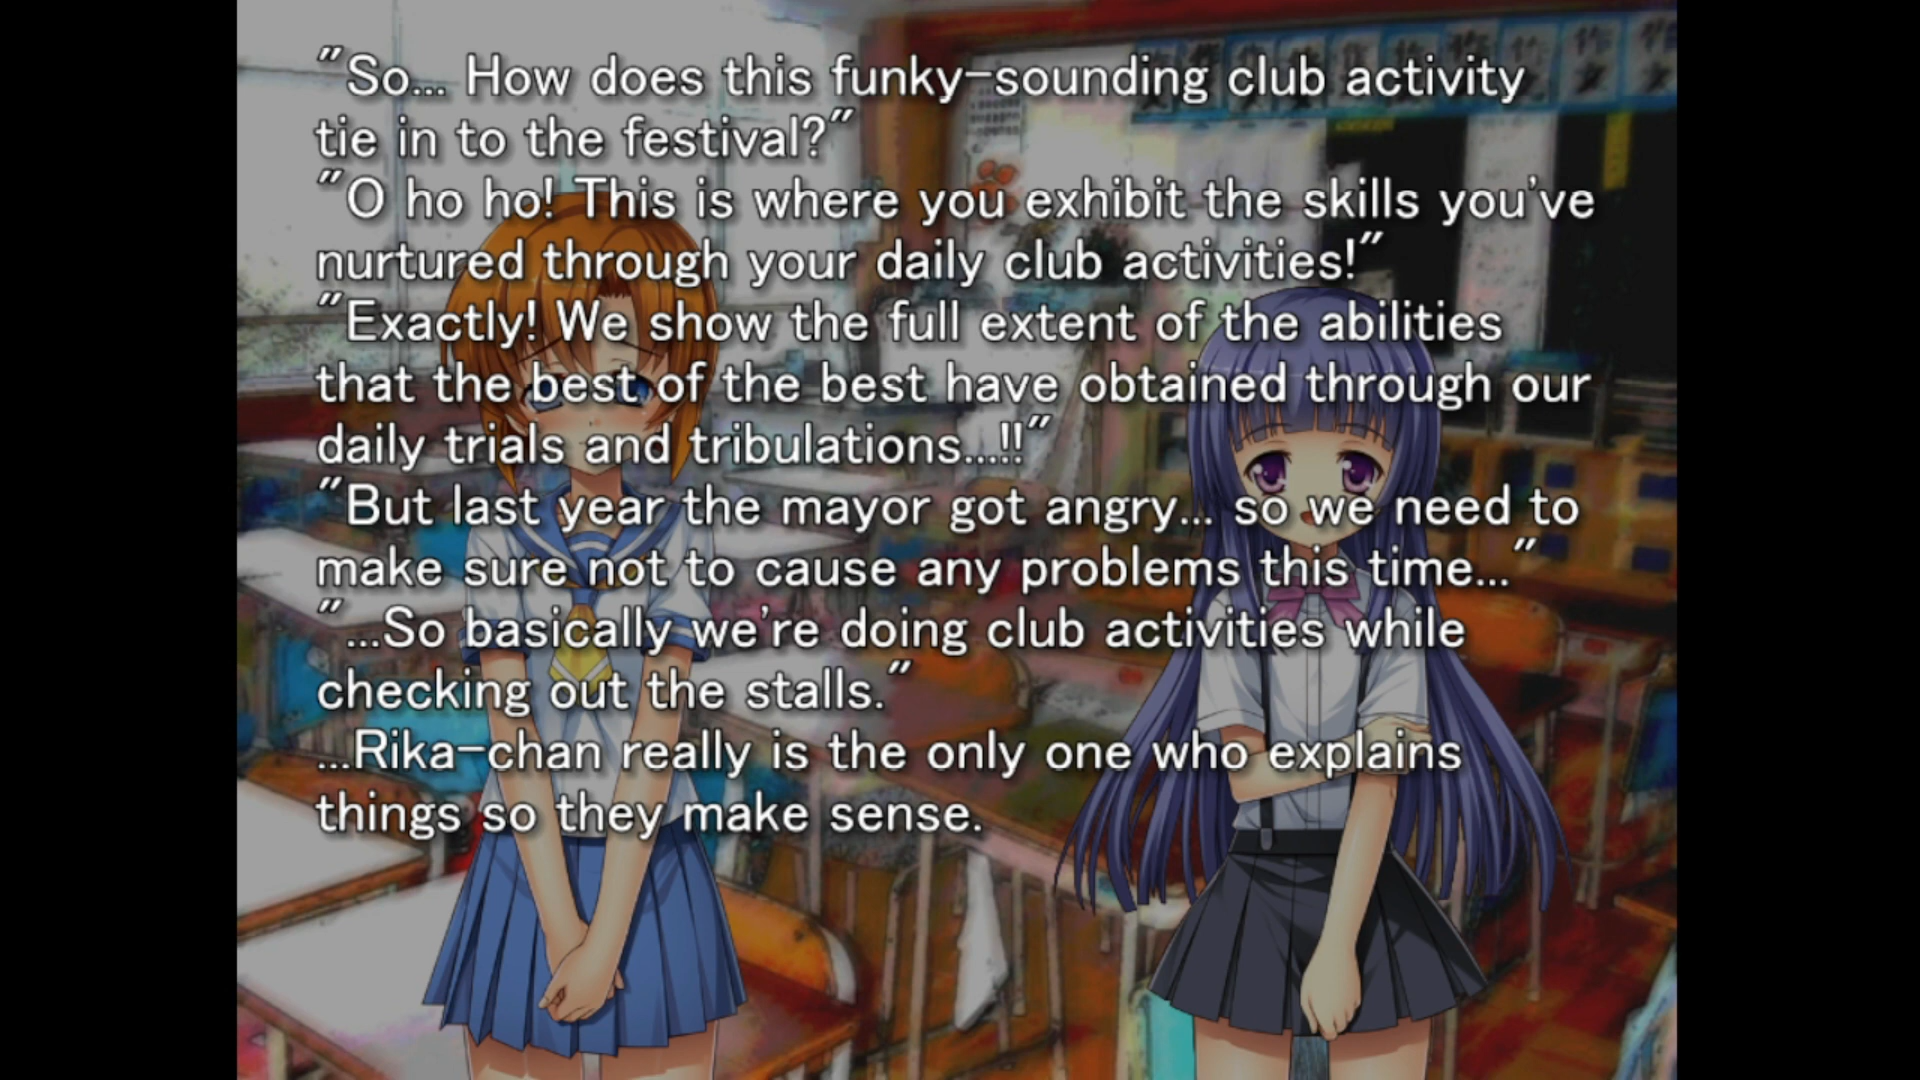 "So... How does this funky-sounding club activity
tie in to the festival?"
"O ho ho! This is where you exhibit the skills you've
nurtured through your daily club activities!"
"Exactly! We show the full extent of the abilities
that the best of the best have obtained through our
daily trials and tribulations...!!"
"But last year the mayor got angry... so we need to
make sure not to cause any problems this time..."
"...So basically we're doing club activities while
checking out the stalls."
...Rika-chan really is the only one who explains
things so they make sense.